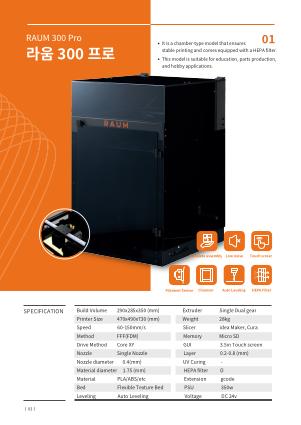 RAUM 300 Pro
라움 300 프로
01
• It is a chamber-type model that ensures
stable printing and comes equipped with a HEPA filter
• This model is suitable for education, parts production,
and hobby applications.
RAUM
Low noise
Touch screen
Filament Sensor
Chamber
Auto Leveling
HEPA Filter
SPECIFICATION
Build Volume 290x285x350 (mm) Extruder Single Dual gear
Printer Size 470x490x730 (mm) Weight 28kg
Speed 60-150mm/s Slicer idea Maker, Cura
Method FFF(FDM) Memory Micro SD
Drive Method Core XY GUI 3.5in Touch screen
Nozzle Single Nozzle Layer 0.2-0.8 (mm)
Nozzle diameter 0.4(mm) UV Curing -
Material diameter 1.75 (mm) HEPA filter O
Material PLA/ABS/etc Extension gcode
Bed Flexible Texture Bed PSU 350w
Leveling Auto Leveling Voltage DC 24v
| 01 |